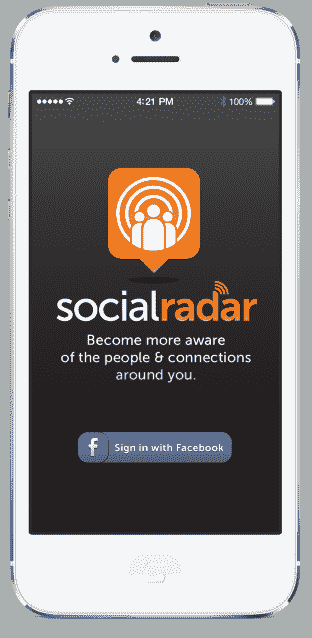 4:21 PM 100%
socialradar
Become more aware
of the people & connections
around you.
f Sign in with Facebook